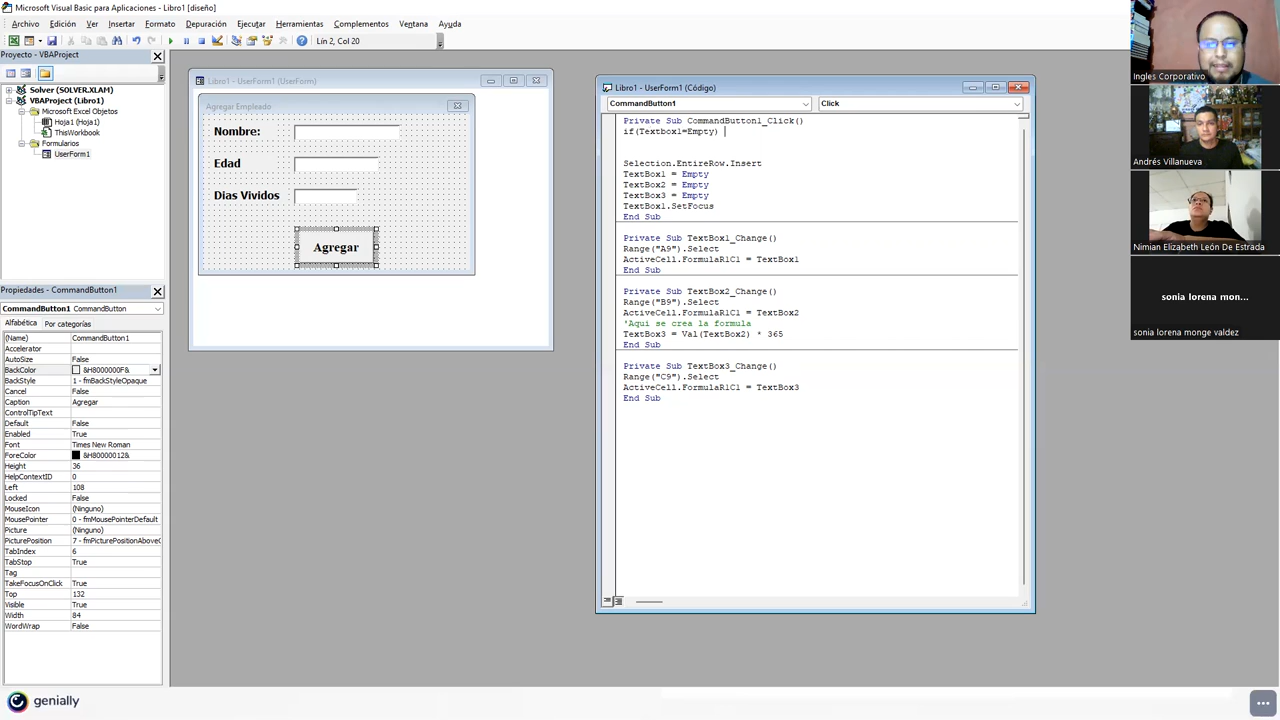 Microsoft Visual Basic para Aplicaciones - Libro1 [diseño]
Archivo Edición Ver Insertar Formato Depuración Ejecutar Herramientas Complementos Ventana Ayuda
Lín 2, Col 20
Proyecto - VBAProject
Solver (SOLVER.XLAM)
VBAProject (Libro1)
Microsoft Excel Objetos
Hoja1 (Hoja1)
ThisWorkbook
Formularios
UserForm1
Propiedades - CommandButton1
CommandButton1 CommandButton
Alfabética Por categorías
(Name) CommandButton1
Accelerator
AutoSize False
BackColor &H8000000F&
BackStyle 1 - fmBackStyleOpaque
Cancel False
Caption Agregar
ControlTipText
Default False
Enabled True
Font Times New Roman
ForeColor &H80000012&
Height 36
HelpContextID 0
Left 108
Locked False
MouseIcon (Ninguno)
MousePointer 0 - fmMousePointerDefault
Picture (Ninguno)
PicturePosition 7 - fmPicturePositionAboveC
TabIndex 6
TabStop True
Tag
TakeFocusOnClick True
Top 132
Visible True
Width 84
WordWrap False
Libro1 - UserForm1 (UserForm)
Agregar Empleado
Nombre:
Edad
Dias Vividos
Agregar
Libro1 - UserForm1 (Código)
CommandButton1 Click
Private Sub CommandButton1_Click()
if(Textbox1=Empty)
Selection.EntireRow.Insert
TextBox1 = Empty
TextBox2 = Empty
TextBox3 = Empty
TextBox1.SetFocus
End Sub
Private Sub TextBox1_Change()
Range("A9").Select
ActiveCell.FormulaR1C1 = TextBox1
End Sub
Private Sub TextBox2_Change()
Range("B9").Select
ActiveCell.FormulaR1C1 = TextBox2
'Aqui se crea la formula
TextBox3 = Val(TextBox2) * 365
End Sub
Private Sub TextBox3_Change()
Range("C9").Select
ActiveCell.FormulaR1C1 = TextBox3
End Sub
Ingles Corporativo
Andrés Villanueva
Nimian Elizabeth León De Estrada
sonia lorena mon...
sonia lorena monge valdez
genially